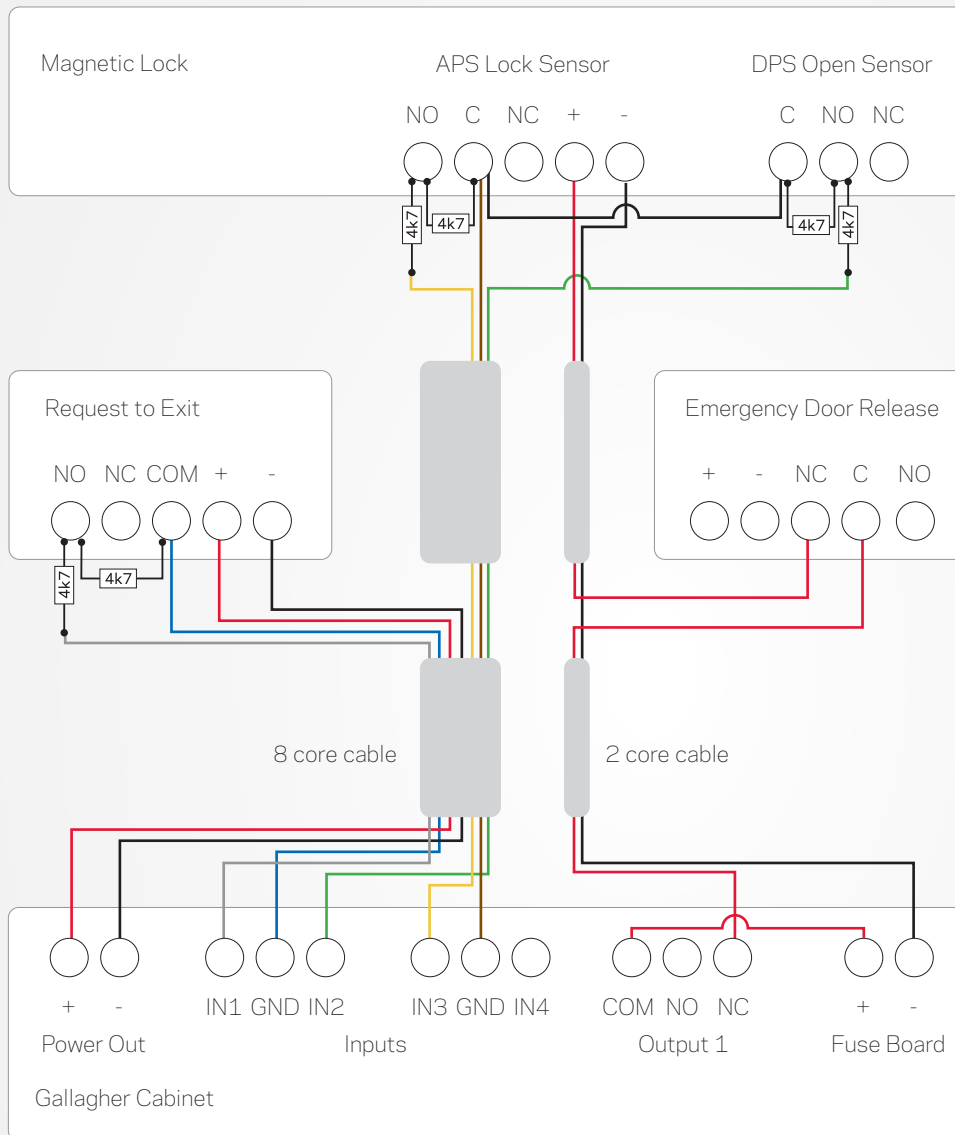 Magnetic Lock
APS Lock Sensor
DPS Open Sensor
NO C NC + -
C NO NC
4k7
4k7
4k7
4k7
Request to Exit
Emergency Door Release
NO NC COM + -
+ - NC C NO
4k7
4k7
8 core cable
2 core cable
+ -
IN1 GND IN2
IN3 GND IN4
COM NO NC
+ -
Power Out
Inputs
Output 1
Fuse Board
Gallagher Cabinet